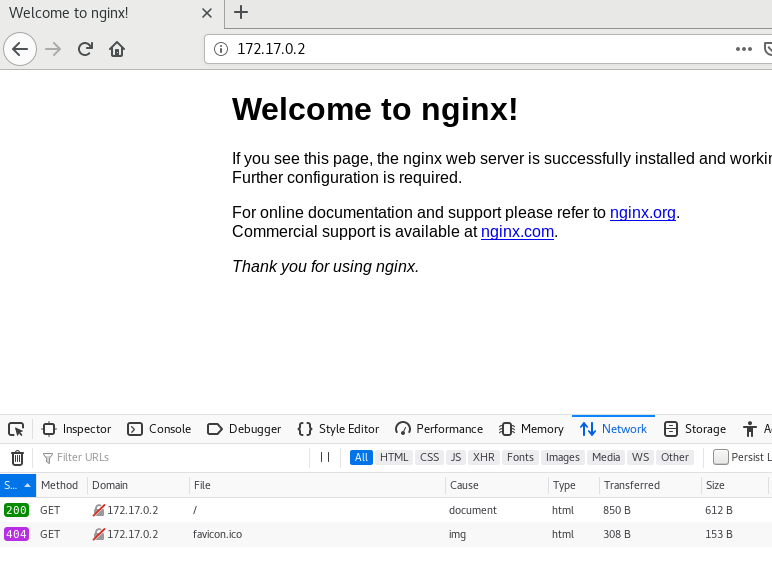 Welcome to nginx!
172.17.0.2
Welcome to nginx!
If you see this page, the nginx web server is successfully installed and workin
Further configuration is required.
For online documentation and support please refer to nginx.org.
Commercial support is available at nginx.com.
Thank you for using nginx.
Inspector Console Debugger Style Editor Performance Memory Network Storage Ac
Filter URLs All HTML CSS JS XHR Fonts Images Media WS Other Persist L
S... Method Domain File Cause Type Transferred Size
200 GET 172.17.0.2 / document html 850 B 612 B
404 GET 172.17.0.2 favicon.ico img html 308 B 153 B